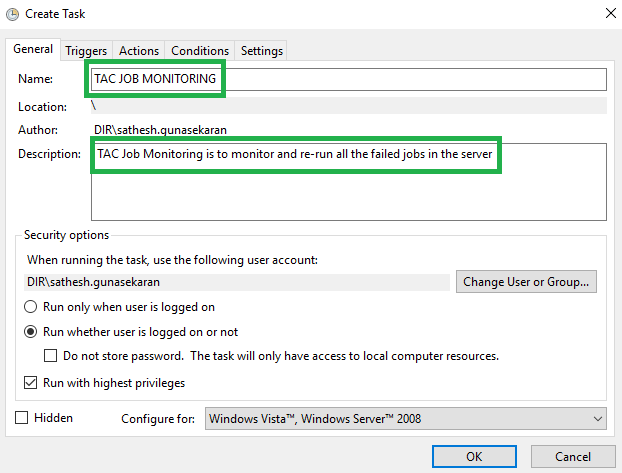 Create Task
General Triggers Actions Conditions Settings
Name: TAC JOB MONITORING
Location: \
Author: DIR\sathesh.gunasekaran
Description: TAC Job Monitoring is to monitor and re-run all the failed jobs in the server
Security options
When running the task, use the following user account:
DIR\sathesh.gunasekaran Change User or Group...
Run only when user is logged on
Run whether user is logged on or not
Do not store password. The task will only have access to local computer resources.
Run with highest privileges
Hidden Configure for: Windows Vista™, Windows Server™ 2008
OK Cancel